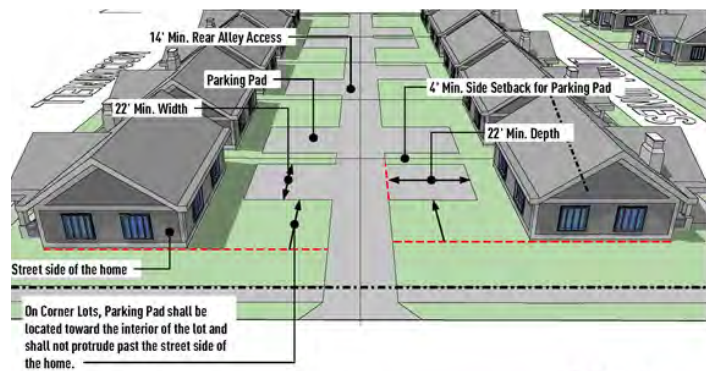 14' Min. Rear Alley Access
Parking Pad
22' Min. Width
4' Min. Side Setback for Parking Pad
22' Min. Depth
Street side of the home
On Corner Lots, Parking Pad shall be
located toward the interior of the lot and
shall not protrude past the street side of
the home.